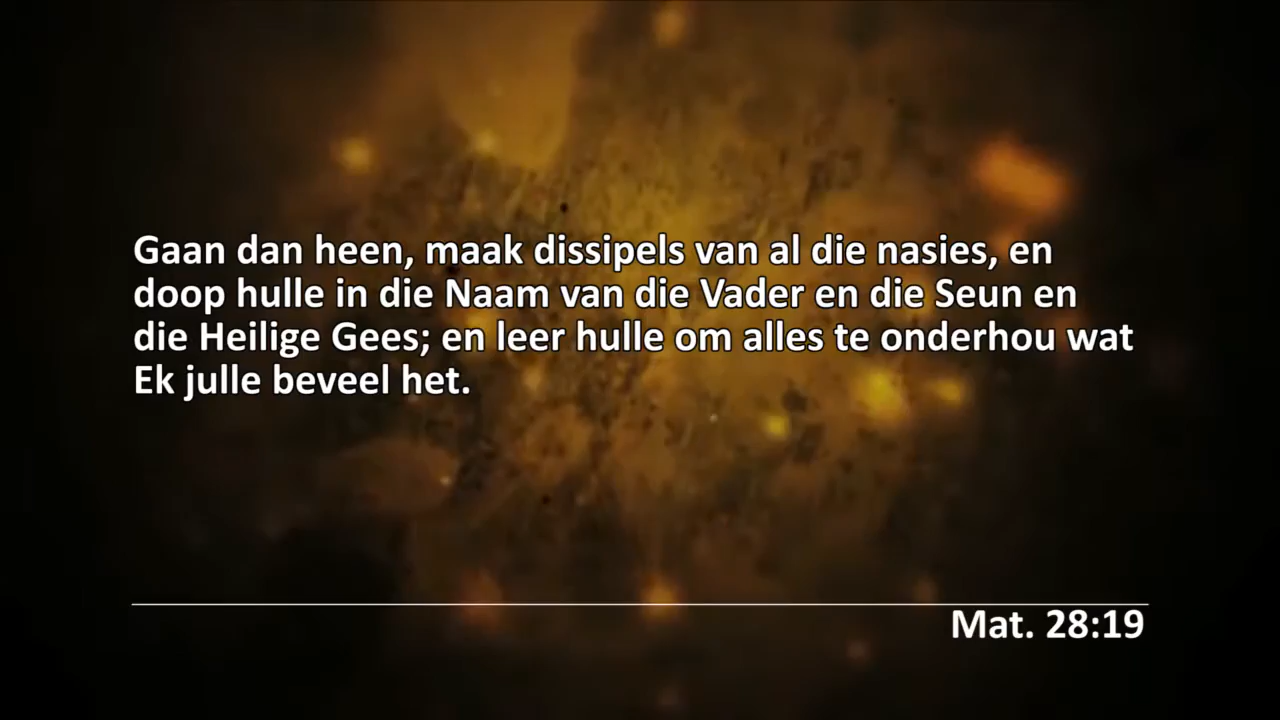 Gaan dan heen, maak dissipels van al die nasies, en
doop hulle in die Naam van die Vader en die Seun en
die Heilige Gees; en leer hulle om alles te onderhou wat
Ek julle beveel het.
Mat. 28:19